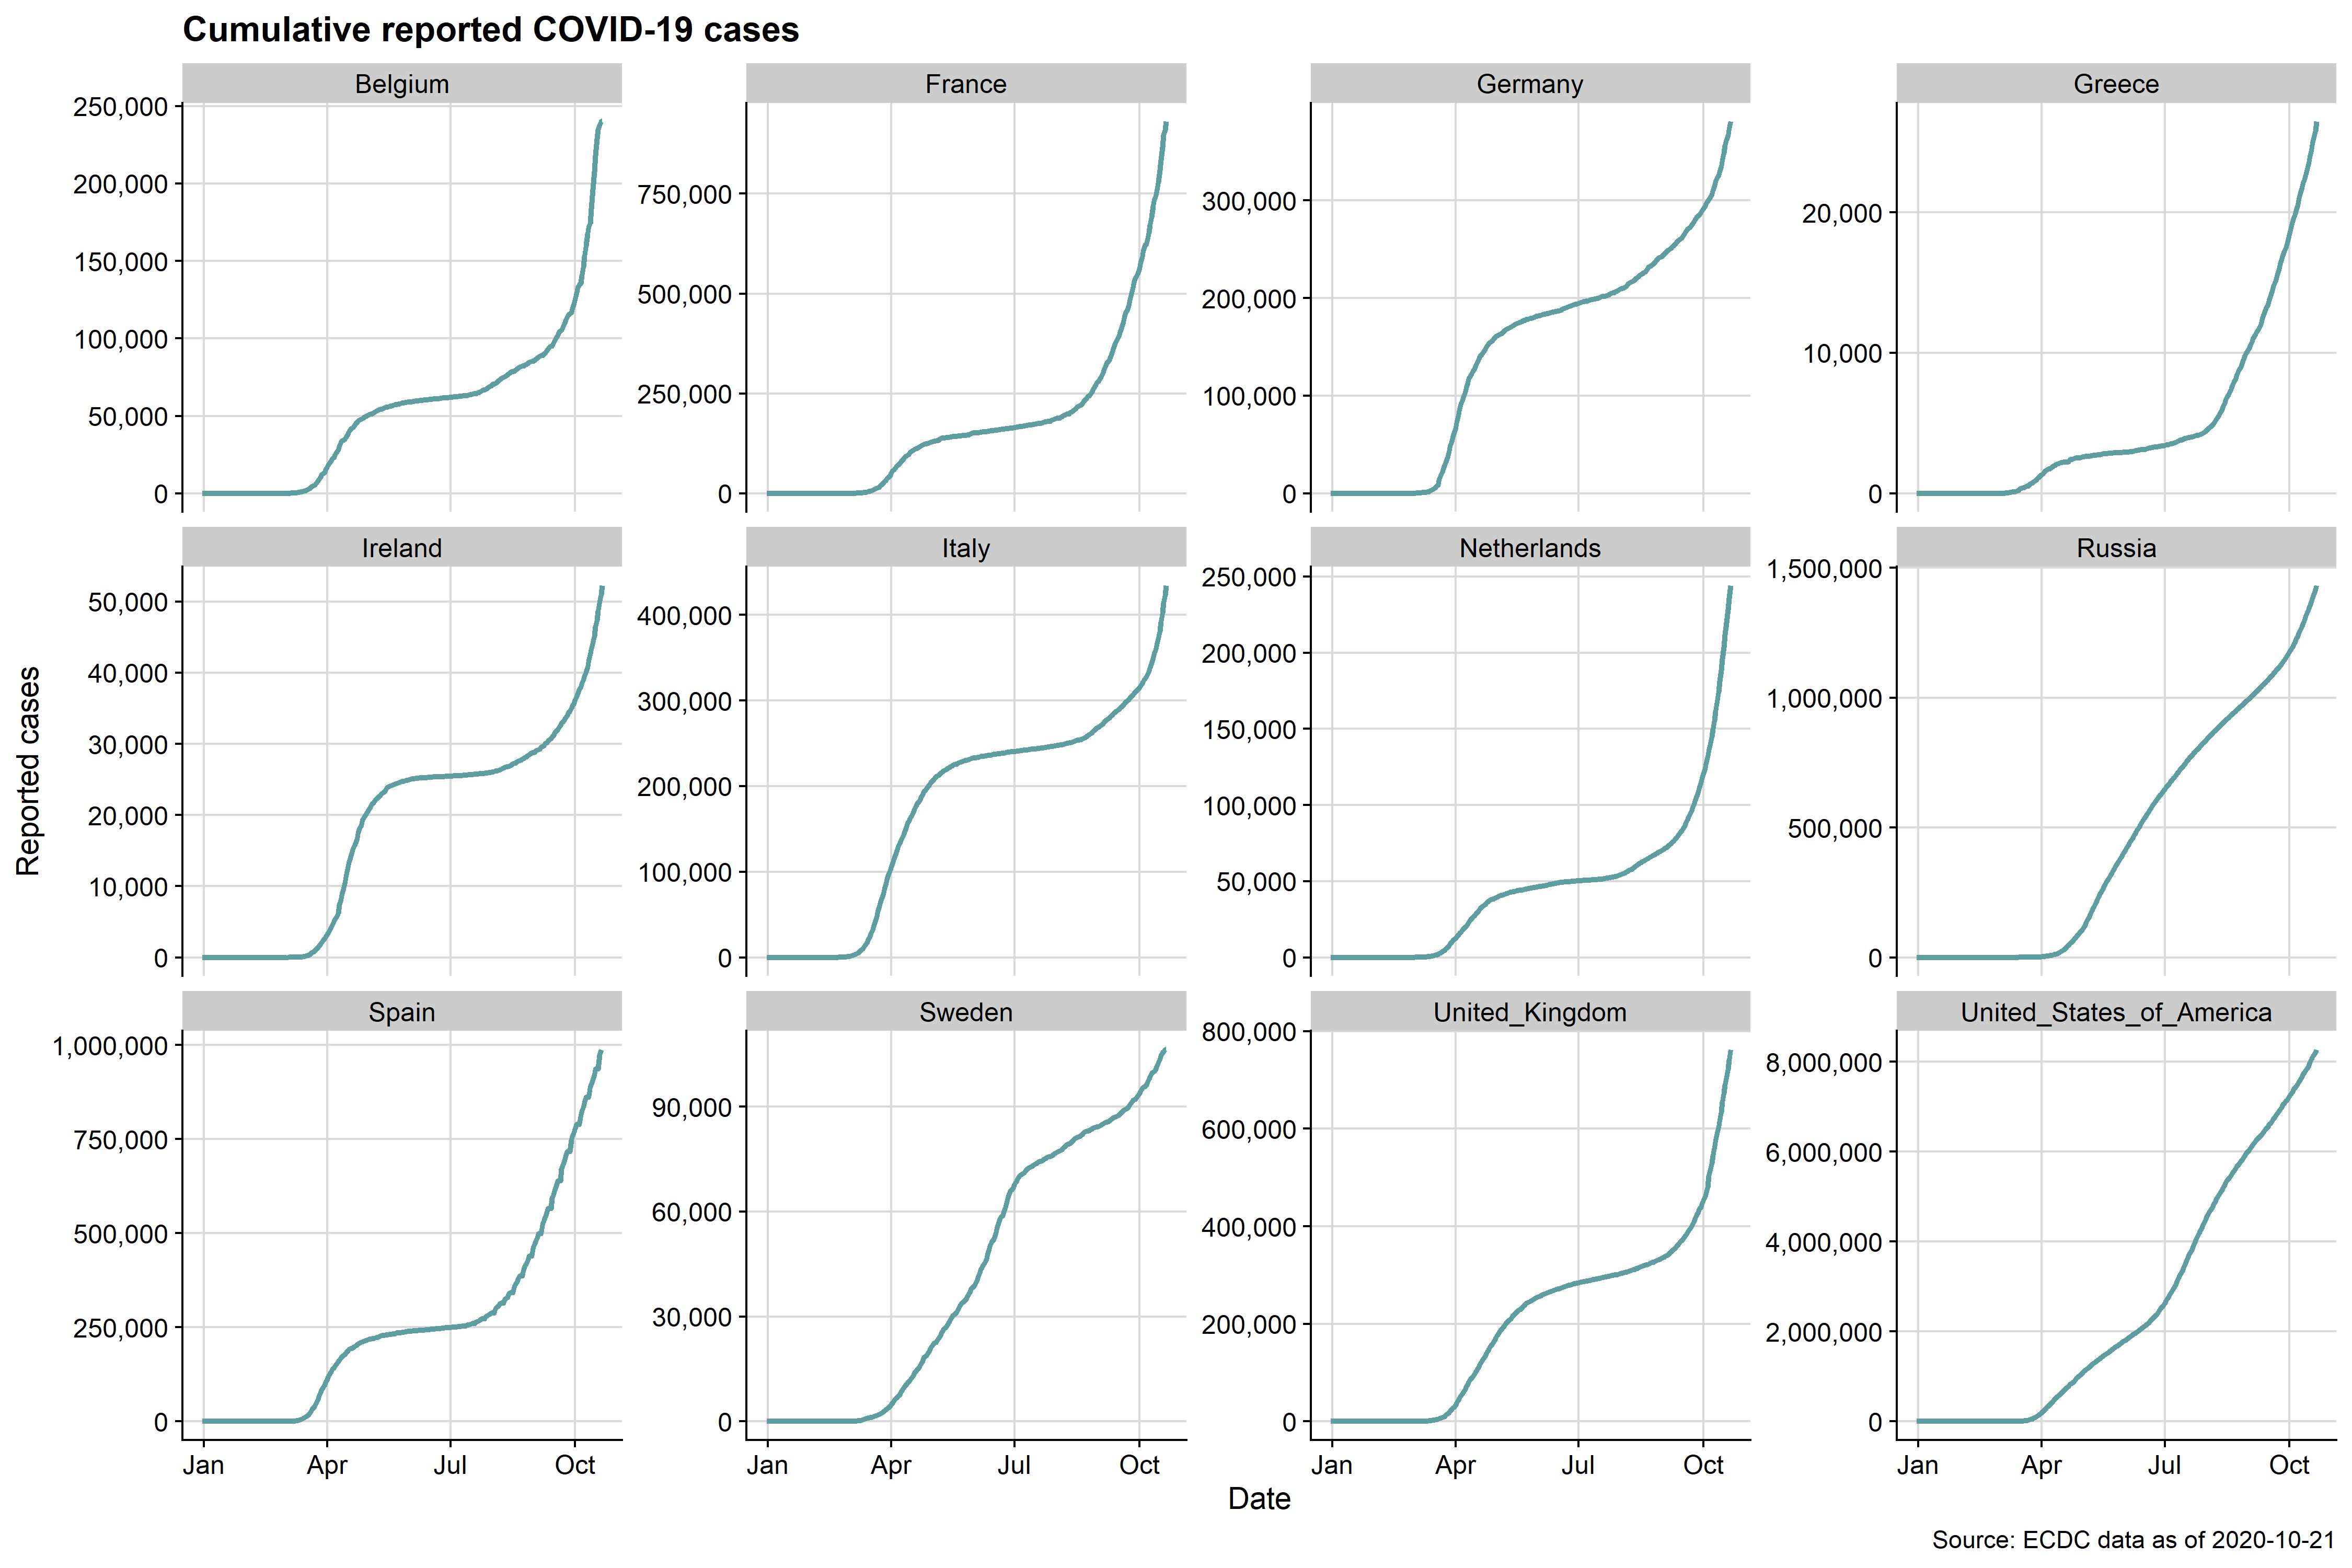 Cumulative reported COVID-19 cases
Belgium
250,000
200,000
150,000
100,000
50,000
0
France
750,000
500,000
250,000
0
Germany
300,000
200,000
100,000
0
Greece
20,000
10,000
0
Ireland
50,000
40,000
30,000
20,000
10,000
0
Italy
400,000
300,000
200,000
100,000
0
Netherlands
250,000
200,000
150,000
100,000
50,000
0
Russia
1,500,000
1,000,000
500,000
0
Spain
1,000,000
750,000
500,000
250,000
0
Sweden
90,000
60,000
30,000
0
United_Kingdom
800,000
600,000
400,000
200,000
0
United_States_of_America
8,000,000
6,000,000
4,000,000
2,000,000
0
Jan Apr Jul Oct
Jan Apr Jul Oct
Jan Apr Jul Oct
Jan Apr Jul Oct
Reported cases
Date
Source: ECDC data as of 2020-10-21